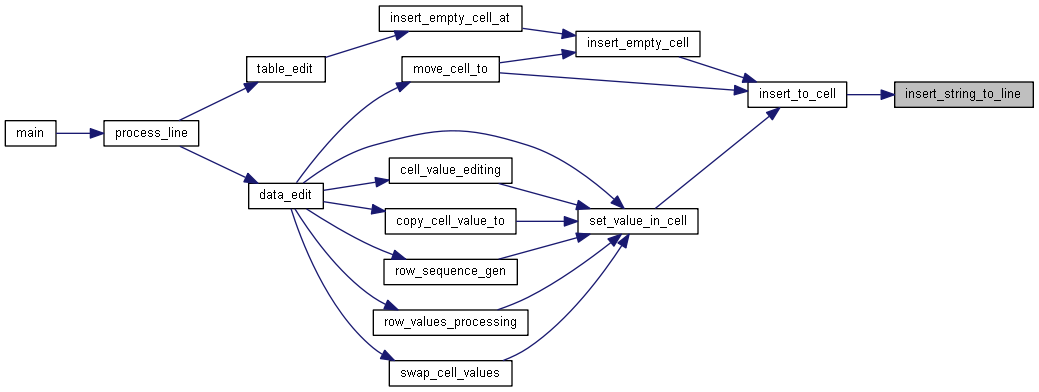 insert_empty_cell_at
insert_empty_cell
table_edit
move_cell_to
insert_to_cell
insert_string_to_line
main
process_line
cell_value_editing
data_edit
copy_cell_value_to
set_value_in_cell
row_sequence_gen
row_values_processing
swap_cell_values